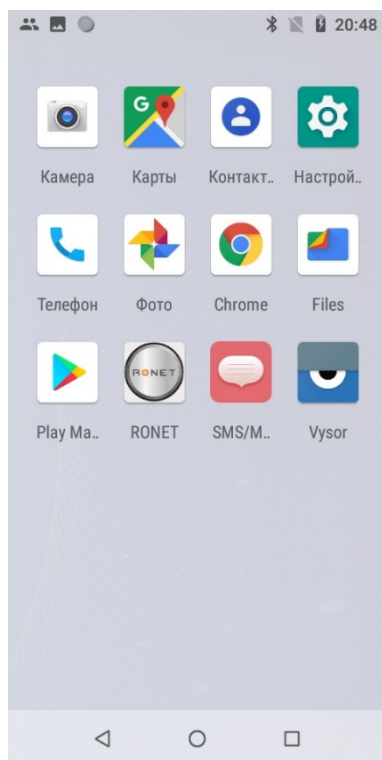 20:48
G
Камера Карты Контакт.. Настрой..
Телефон Фото Chrome Files
RONET
Play Ma.. RONET SMS/M.. Vysor